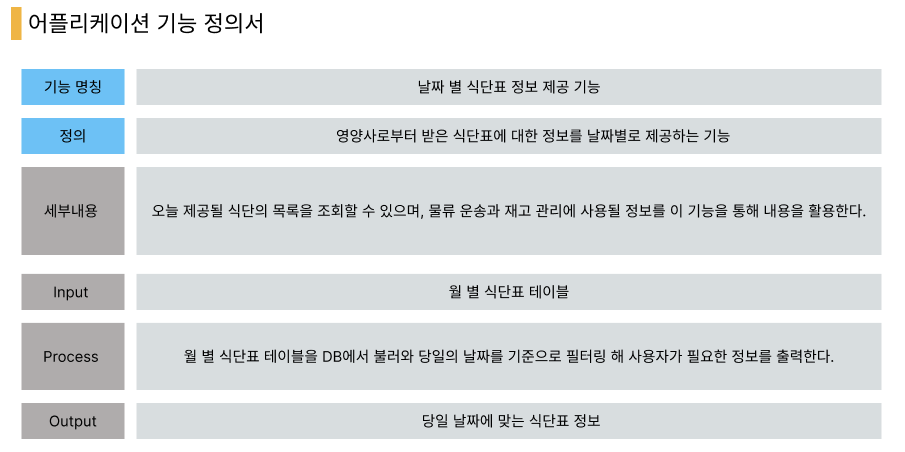 어플리케이션 기능 정의서
기능 명칭
날짜 별 식단표 정보 제공 기능
정의
영양사로부터 받은 식단표에 대한 정보를 날짜별로 제공하는 기능
세부내용
오늘 제공될 식단의 목록을 조회할 수 있으며, 물류 운송과 재고 관리에 사용될 정보를 이 기능을 통해 내용을 활용한다.
Input
월 별 식단표 테이블
Process
월 별 식단표 테이블을 DB에서 불러와 당일의 날짜를 기준으로 필터링 해 사용자가 필요한 정보를 출력한다.
Output
당일 날짜에 맞는 식단표 정보